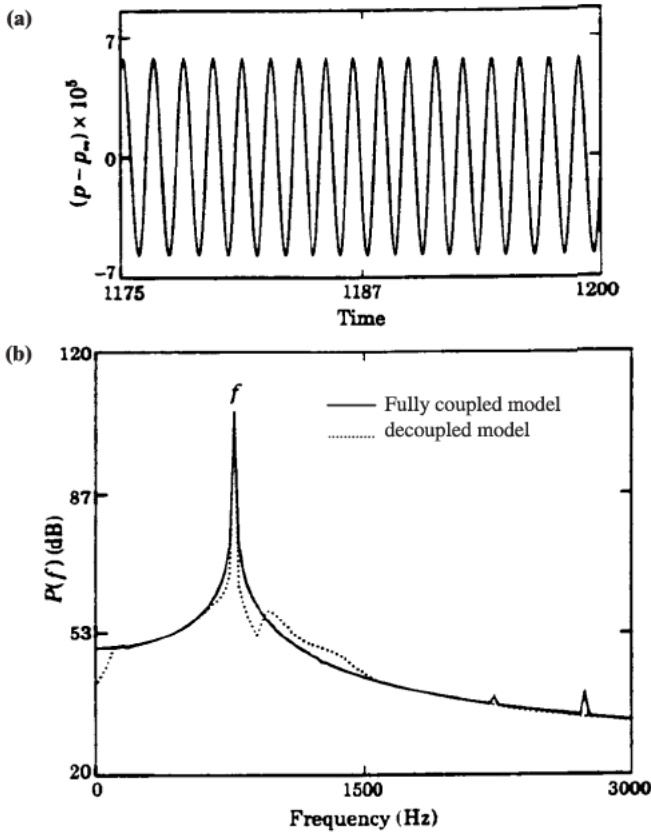 (a)
7
0
−7
(p − p∞) × 10⁵
1175
1187
1200
Time
(b)
120
87
53
20
P(f) (dB)
f
Fully coupled model
decoupled model
0
1500
3000
Frequency (Hz)